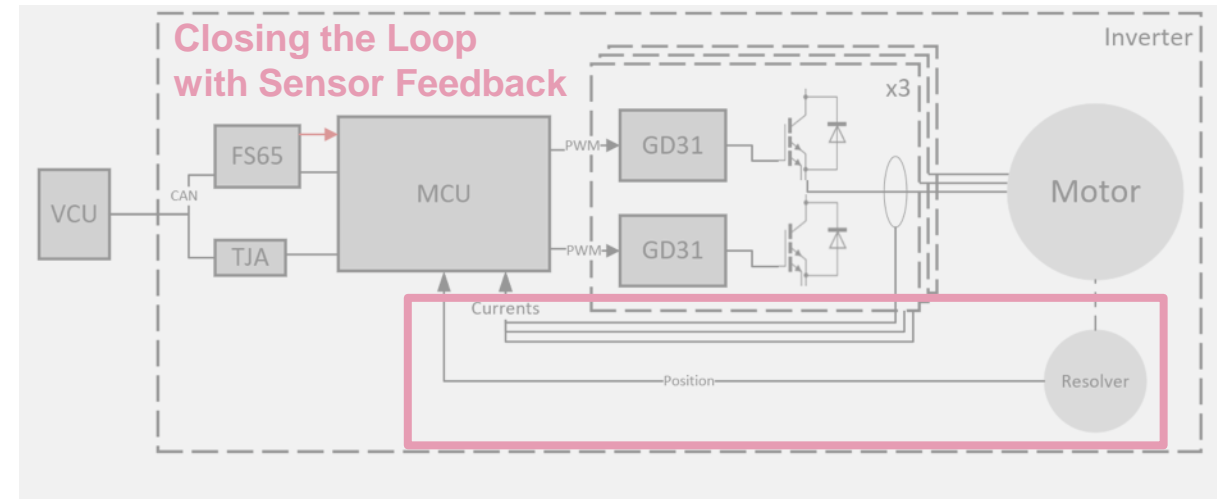 Closing the Loop
with Sensor Feedback
Inverter
x3
FS65
MCU
PWM
GD31
Motor
VCU
CAN
TJA
PWM
GD31
Currents
Position
Resolver